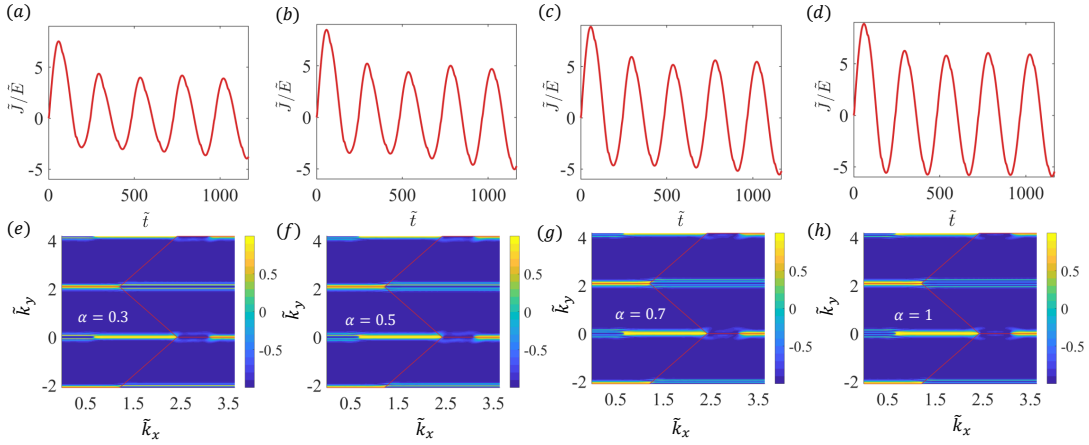 (a) (b) (c) (d)
J̃/Ẽ J̃/Ẽ J̃/Ẽ J̃/Ẽ
5 5 5 5
0 0 0 0
-5 -5 -5 -5
0 500 1000 0 500 1000 0 500 1000 0 500 1000
t̃ t̃ t̃ t̃
(e) (f) (g) (h)
k̃y k̃y k̃y k̃y
4 4 4 4
2 2 2 2
α = 0.3 α = 0.5 α = 0.7 α = 1
0 0 0 0
-2 -2 -2 -2
0.5 0.5 0.5 0.5
0 0 0 0
-0.5 -0.5 -0.5 -0.5
0.5 1.5 2.5 3.5 0.5 1.5 2.5 3.5 0.5 1.5 2.5 3.5 0.5 1.5 2.5 3.5
k̃x k̃x k̃x k̃x